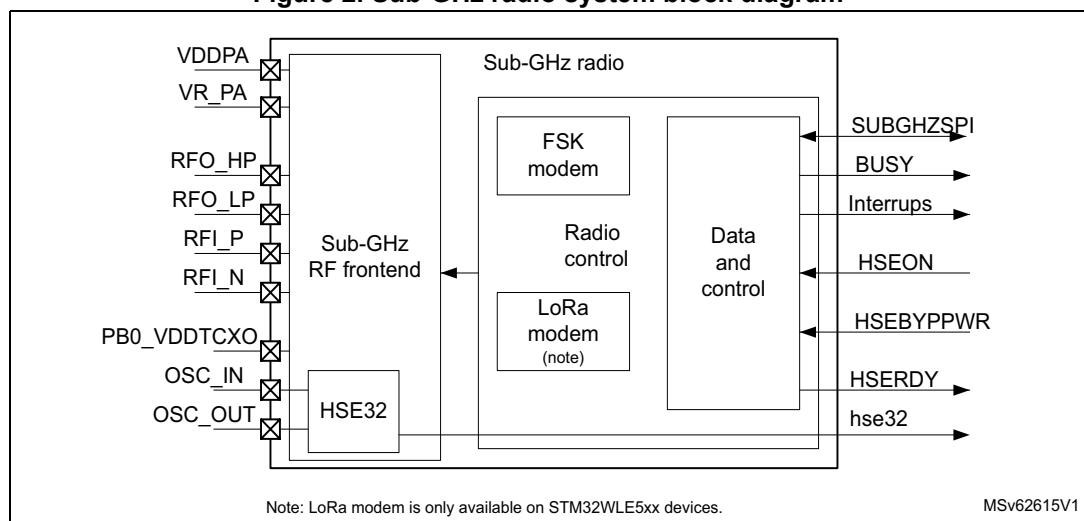 Figure 2. Sub-GHz radio system block diagram
VDDPA
VR_PA
RFO_HP
RFO_LP
RFI_P
RFI_N
PB0_VDDTCXO
OSC_IN
OSC_OUT
Sub-GHz
RF frontend
HSE32
Sub-GHz radio
FSK
modem
Radio
control
LoRa
modem
(note)
Data
and
control
SUBGHZSPI
BUSY
Interrups
HSEON
HSEBYPPWR
HSERDY
hse32
Note: LoRa modem is only available on STM32WLE5xx devices.
MSv62615V1